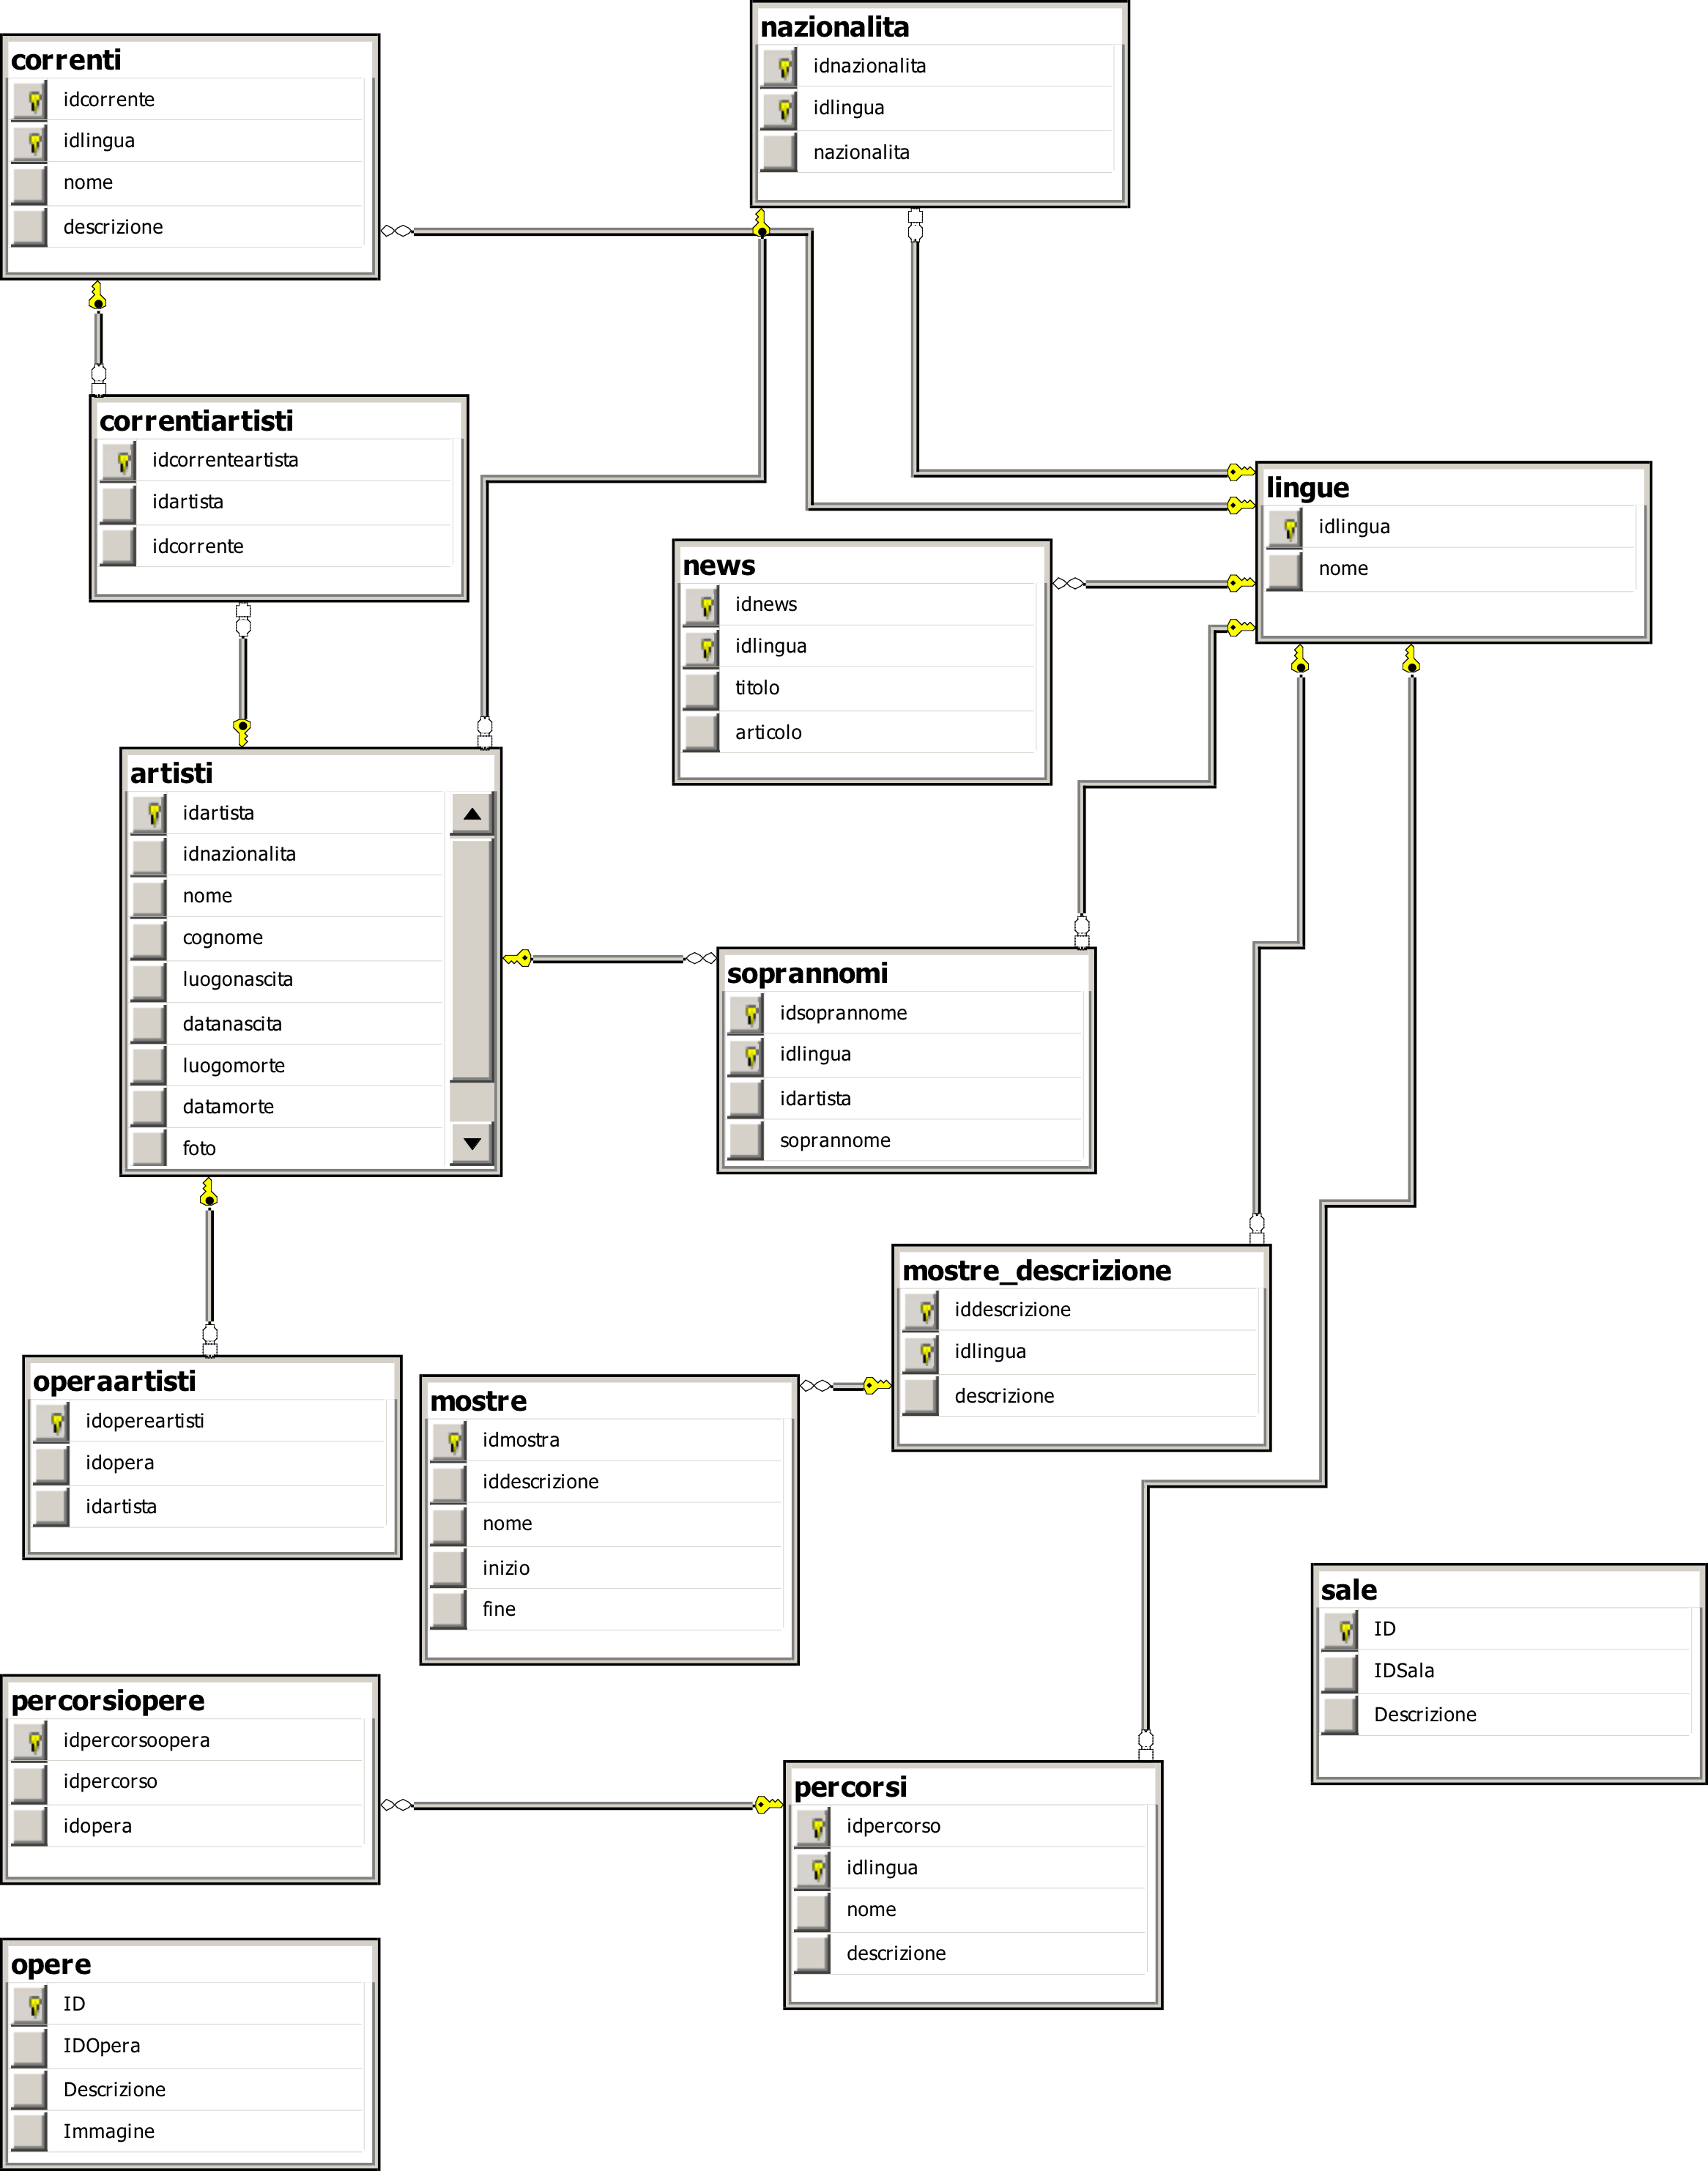 correnti
idcorrente
idlingua
nome
descrizione
nazionalita
idnazionalita
idlingua
nazionalita
correntiartisti
idcorrenteartista
idartista
idcorrente
lingue
idlingua
nome
news
idnews
idlingua
titolo
articolo
artisti
idartista
idnazionalita
nome
cognome
luogonascita
datanascita
luogomorte
datamorte
foto
soprannomi
idsoprannome
idlingua
idartista
soprannome
mostre_descrizione
iddescrizione
idlingua
descrizione
operaartisti
idopereartisti
idopera
idartista
mostre
idmostra
iddescrizione
nome
inizio
fine
sale
ID
IDSala
Descrizione
percorsiopere
idpercorsoopera
idpercorso
idopera
percorsi
idpercorso
idlingua
nome
descrizione
opere
ID
IDOpera
Descrizione
Immagine